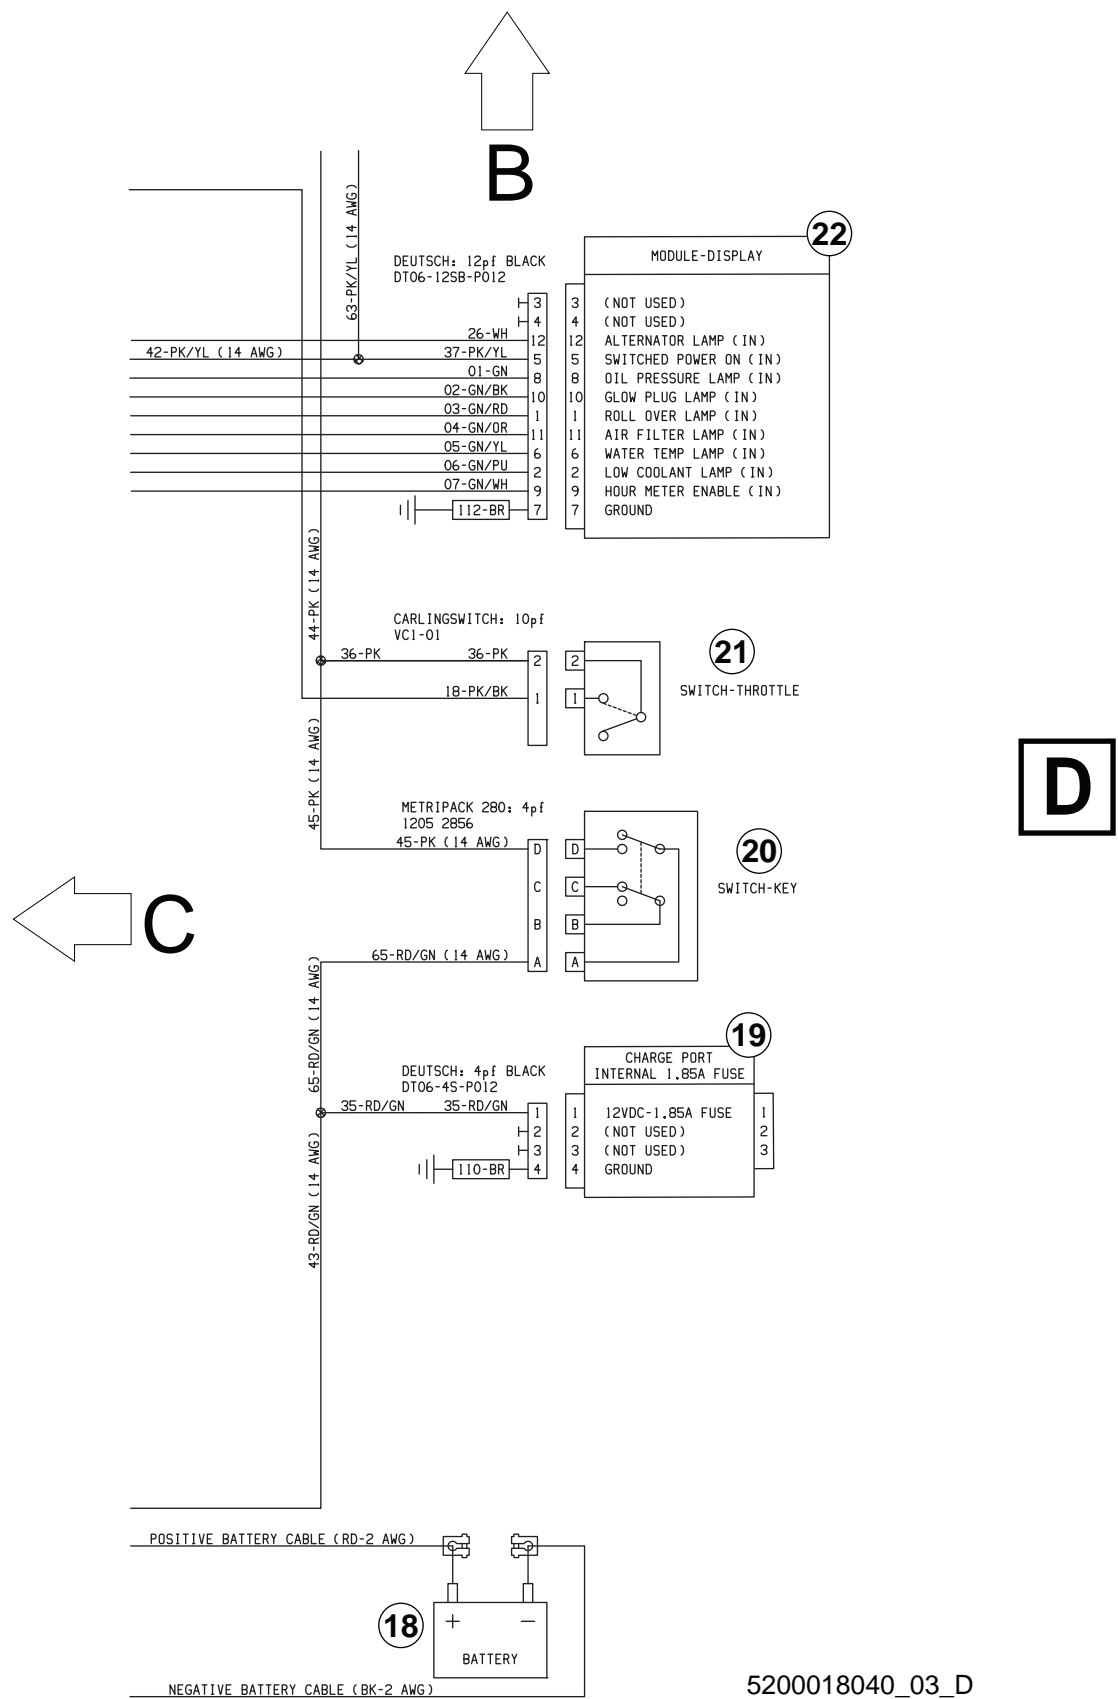 B
63-PK/YL (14 AWG)
22
MODULE-DISPLAY
DEUTSCH: 12pf BLACK
DT06-12SB-P012
3 3 (NOT USED)
4 4 (NOT USED)
26-WH 12 12 ALTERNATOR LAMP (IN)
42-PK/YL (14 AWG) 37-PK/YL 5 5 SWITCHED POWER ON (IN)
01-GN 8 8 OIL PRESSURE LAMP (IN)
02-GN/BK 10 10 GLOW PLUG LAMP (IN)
03-GN/RD 1 1 ROLL OVER LAMP (IN)
04-GN/OR 11 11 AIR FILTER LAMP (IN)
05-GN/YL 6 6 WATER TEMP LAMP (IN)
06-GN/PU 2 2 LOW COOLANT LAMP (IN)
07-GN/WH 9 9 HOUR METER ENABLE (IN)
112-BR 7 7 GROUND
44-PK (14 AWG)
CARLINGSWITCH: 10pf
VC1-01
36-PK 36-PK 2 2
18-PK/BK 1 1
21
SWITCH-THROTTLE
45-PK (14 AWG)
D
METRIPACK 280: 4pf
1205 2856
45-PK (14 AWG) D D
C C
B B
65-RD/GN (14 AWG) A A
20
SWITCH-KEY
C
65-RD/GN (14 AWG)
19
CHARGE PORT
INTERNAL 1.85A FUSE
DEUTSCH: 4pf BLACK
DT06-4S-P012
35-RD/GN 35-RD/GN 1 1 12VDC-1.85A FUSE 1
2 2 (NOT USED) 2
3 3 (NOT USED) 3
110-BR 4 4 GROUND
43-RD/GN (14 AWG)
POSITIVE BATTERY CABLE (RD-2 AWG)
18
+ −
BATTERY
NEGATIVE BATTERY CABLE (BK-2 AWG)
5200018040_03_D